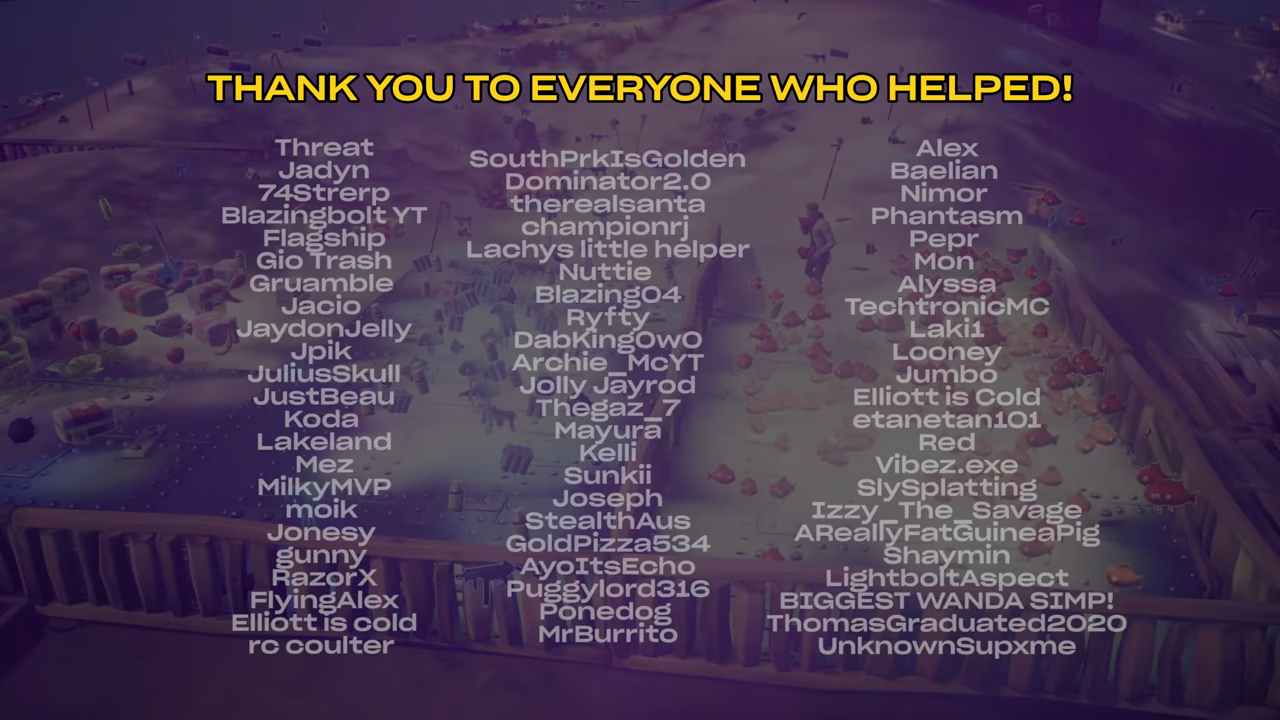 THANK YOU TO EVERYONE WHO HELPED!
Threat
Jadyn
74Strerp
Blazingbolt YT
Flagship
Gio Trash
Gruamble
Jacio
JaydonJelly
Jpik
JuliusSkull
JustBeau
Koda
Lakeland
Mez
MilkyMVP
moik
Jonesy
gunny
RazorX
FlyingAlex
Elliott is cold
rc coulter
SouthPrkIsGolden
Dominator2.0
therealsanta
championrj
Lachys little helper
Nuttie
Blazing04
Ryfty
DabKingOwO
Archie_McYT
Jolly Jayrod
Thegaz_7
Mayura
Kelli
Sunkii
Joseph
StealthAus
GoldPizza534
AyoItsEcho
Puggylord316
Ponedog
MrBurrito
Alex
Baelian
Nimor
Phantasm
Pepr
Mon
Alyssa
TechtronicMC
Laki1
Looney
Jumbo
Elliott is Cold
etanetan101
Red
Vibez.exe
SlySplatting
Izzy_The_Savage
AReallyFatGuineaPig
Shaymin
LightboltAspect
BIGGEST WANDA SIMP!
ThomasGraduated2020
UnknownSupxme